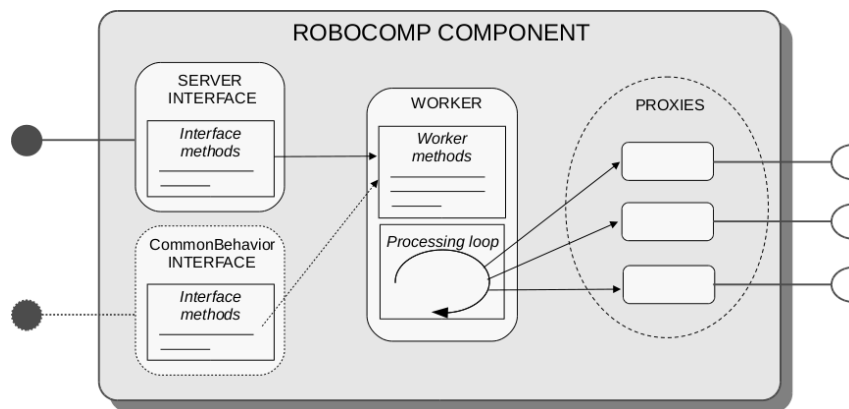 ROBOCOMP COMPONENT
SERVER
INTERFACE
Interface
methods
WORKER
Worker
methods
PROXIES
CommonBehavior
INTERFACE
Interface
methods
Processing loop